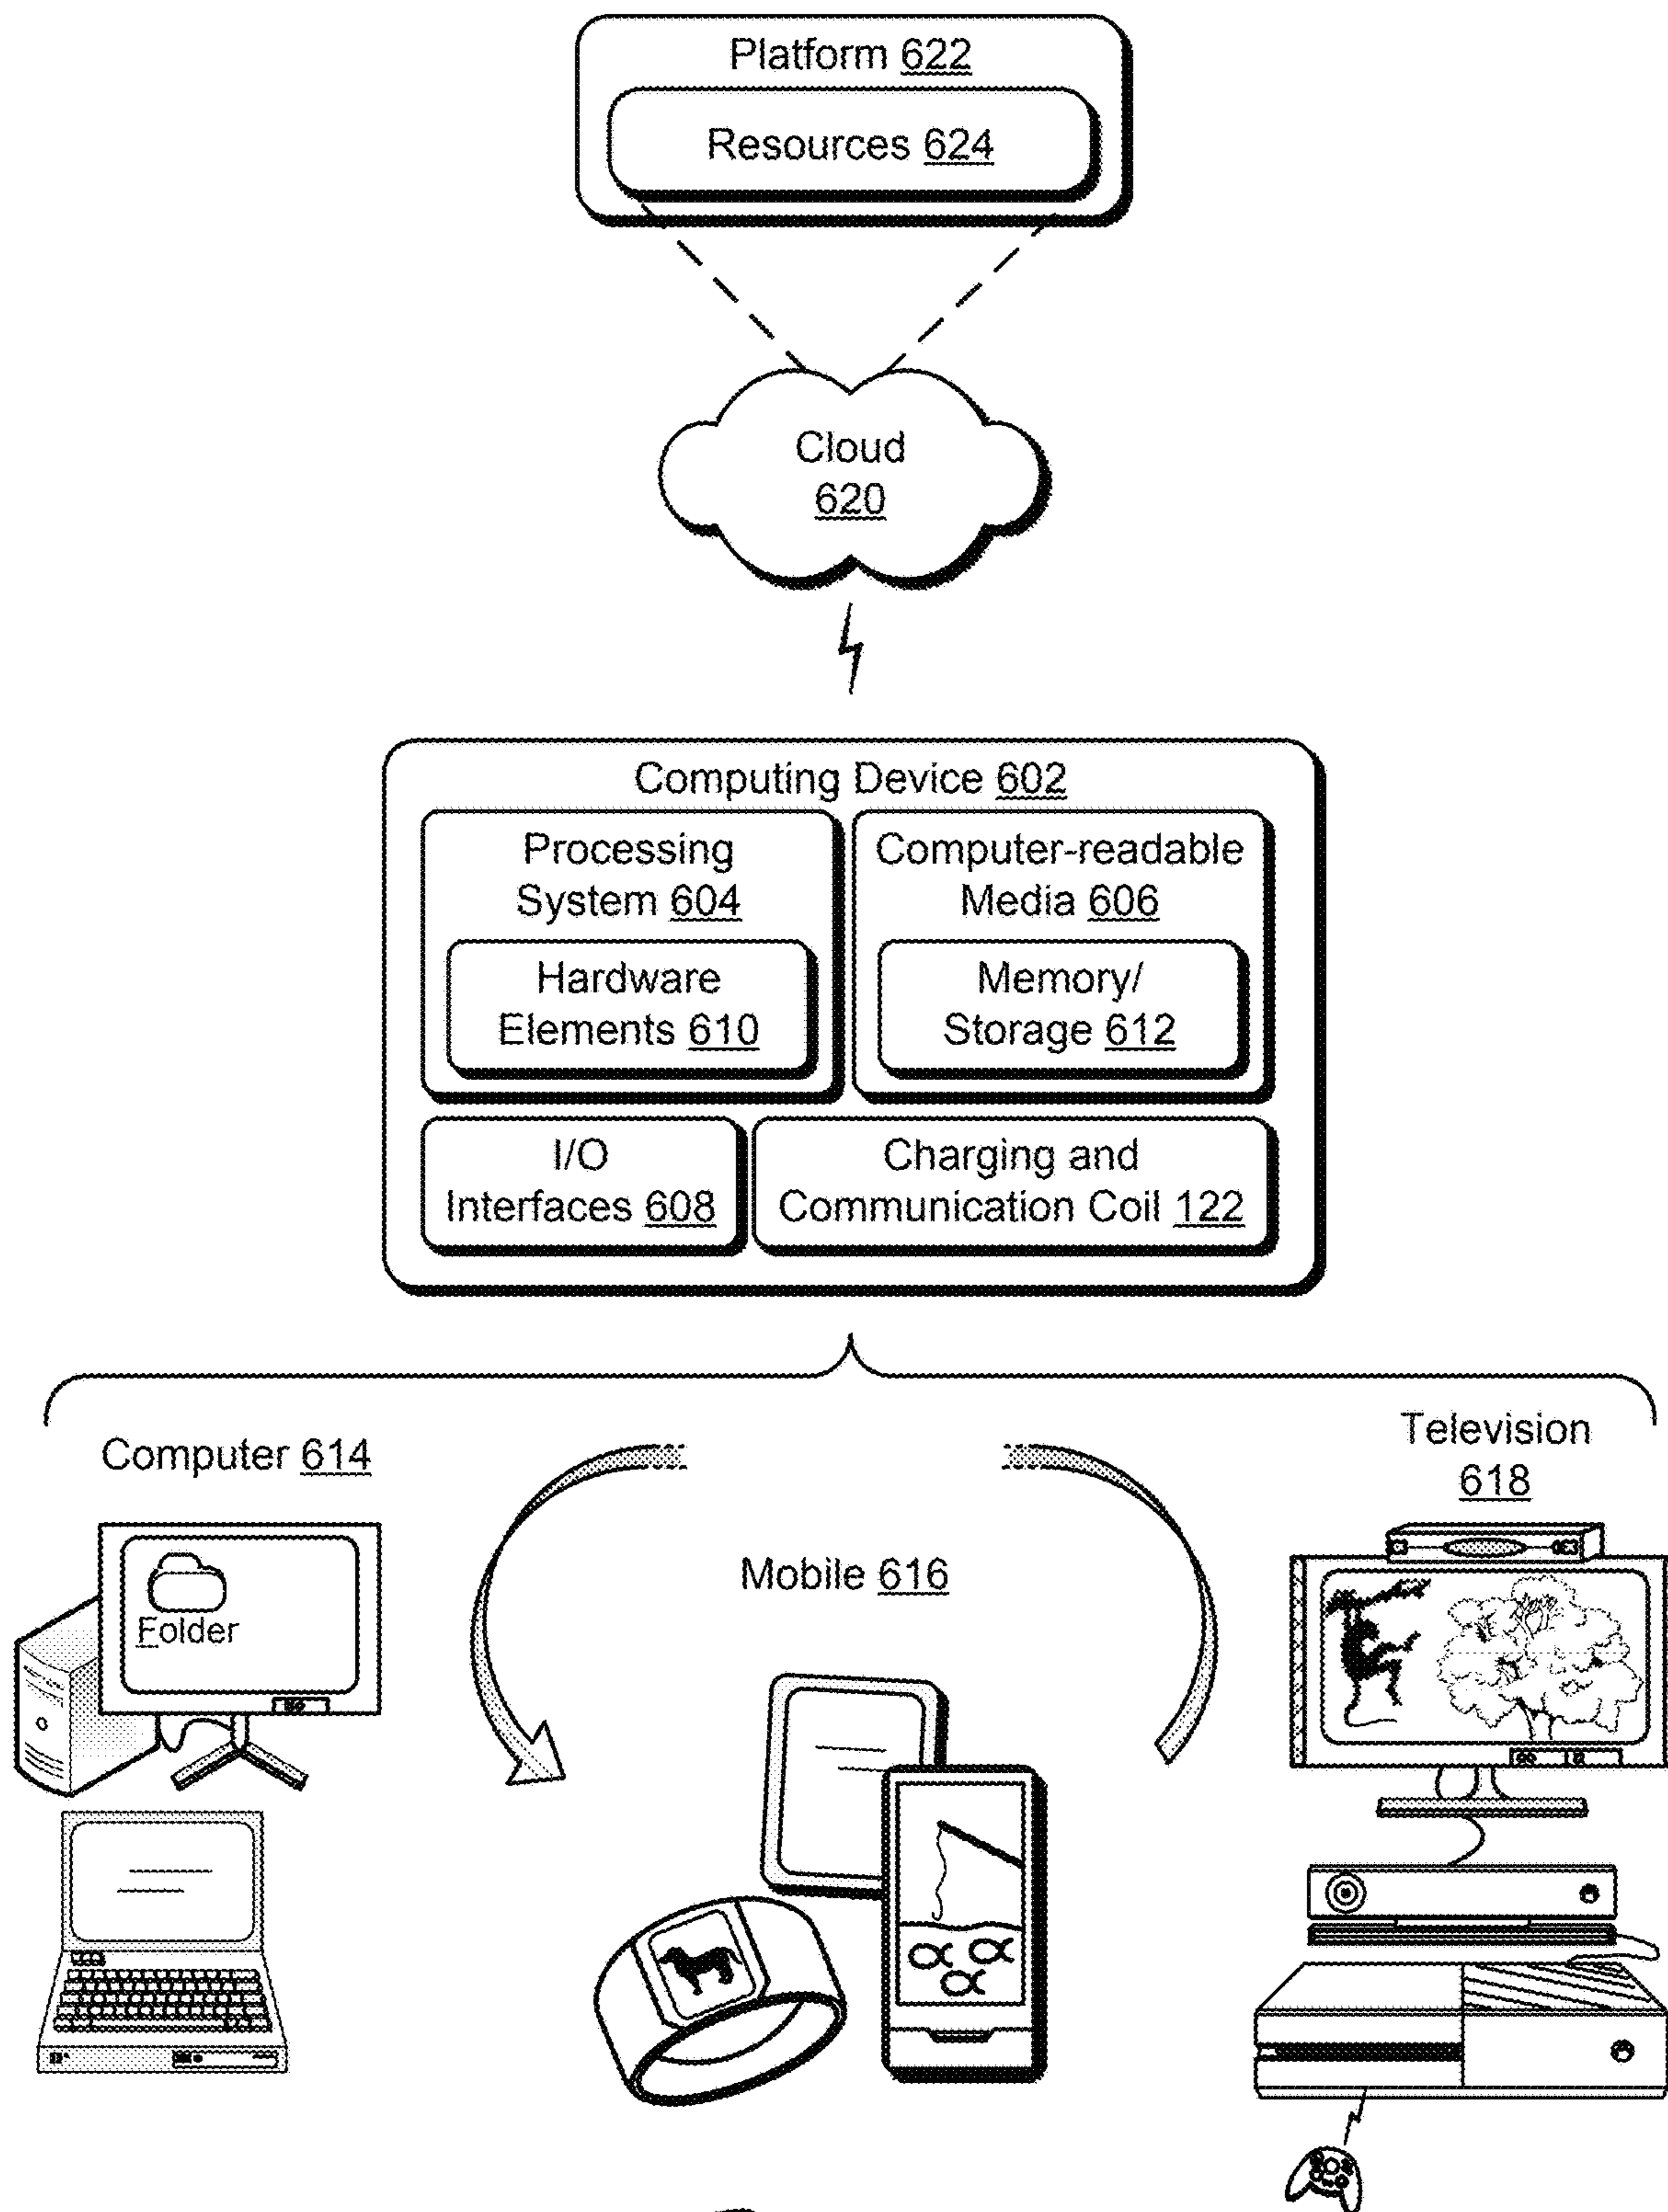 Platform 622
Resources 624
Cloud
620
Computing Device 602
Processing
System 604
Hardware
Elements 610
Computer-readable
Media 606
Memory/
Storage 612
I/O
Interfaces 608
Charging and
Communication Coil 122
Computer 614
Folder
Mobile 616
Television
618